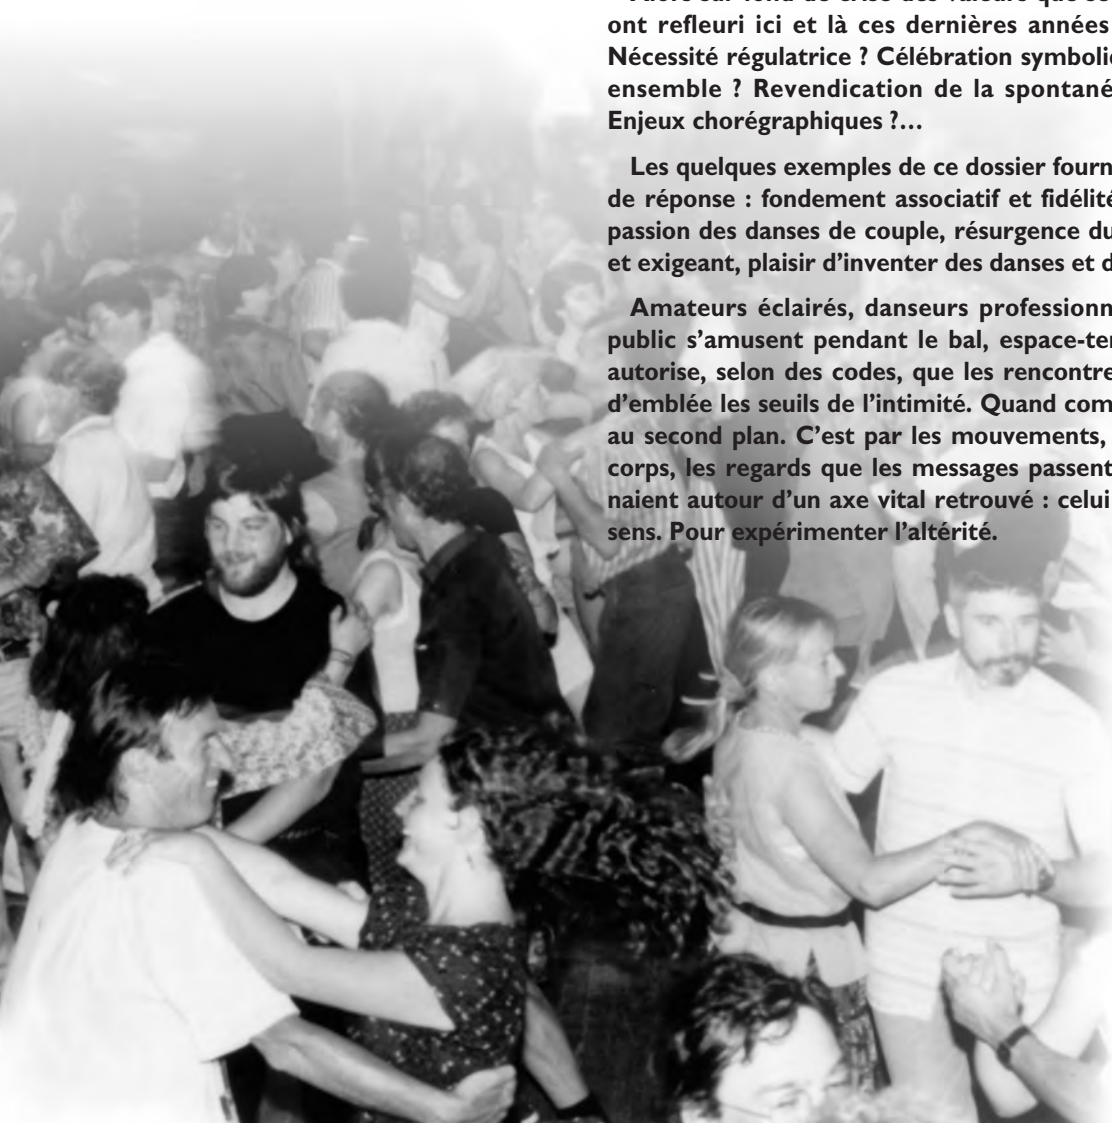 ont refleuri ici et là ces dernières années
Nécessité régulatrice ? Célébration
ensemble ? Revendication de la
Enjeux chorégraphiques ?…
Les quelques exemples de ce dossier
de réponse : fondement associatif et fidélité
passion des danses de couple, résurgence du
et exigeant, plaisir d’inventer des danses et
Amateurs éclairés, danseurs
public s’amusent pendant le bal,
autorise, selon des codes, que les
d’emblée les seuils de l’intimité. Quand
au second plan. C’est par les mouvements,
corps, les regards que les messages passent
naient autour d’un axe vital retrouvé : celui
sens. Pour expérimenter l’altérité.